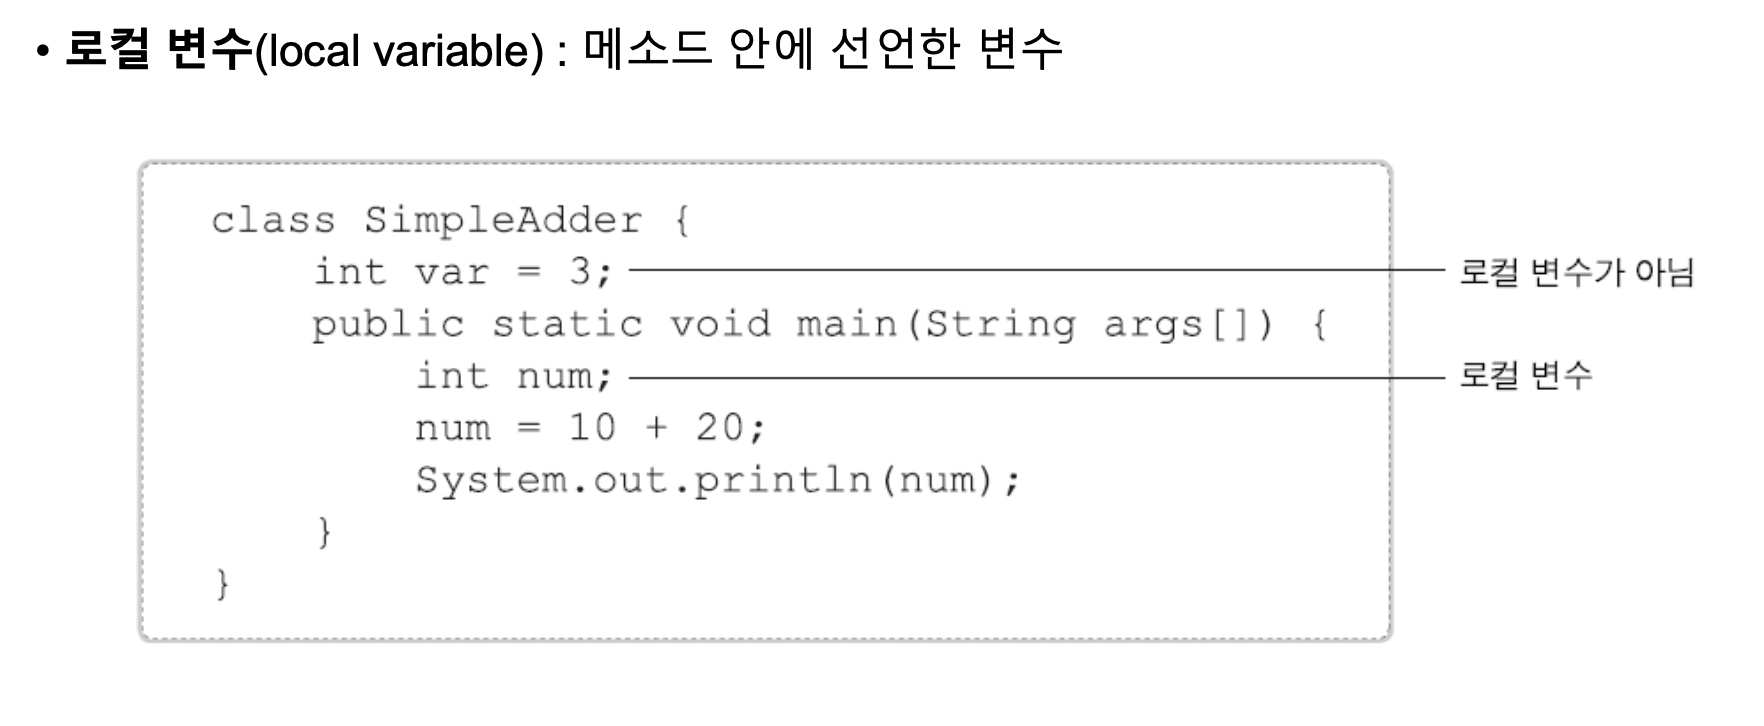 • 로컬 변수(local variable) : 메소드 안에 선언한 변수
class SimpleAdder {
int var = 3; 로컬 변수가 아님
public static void main(String args[]) {
int num; 로컬 변수
num = 10 + 20;
System.out.println(num);
}
}